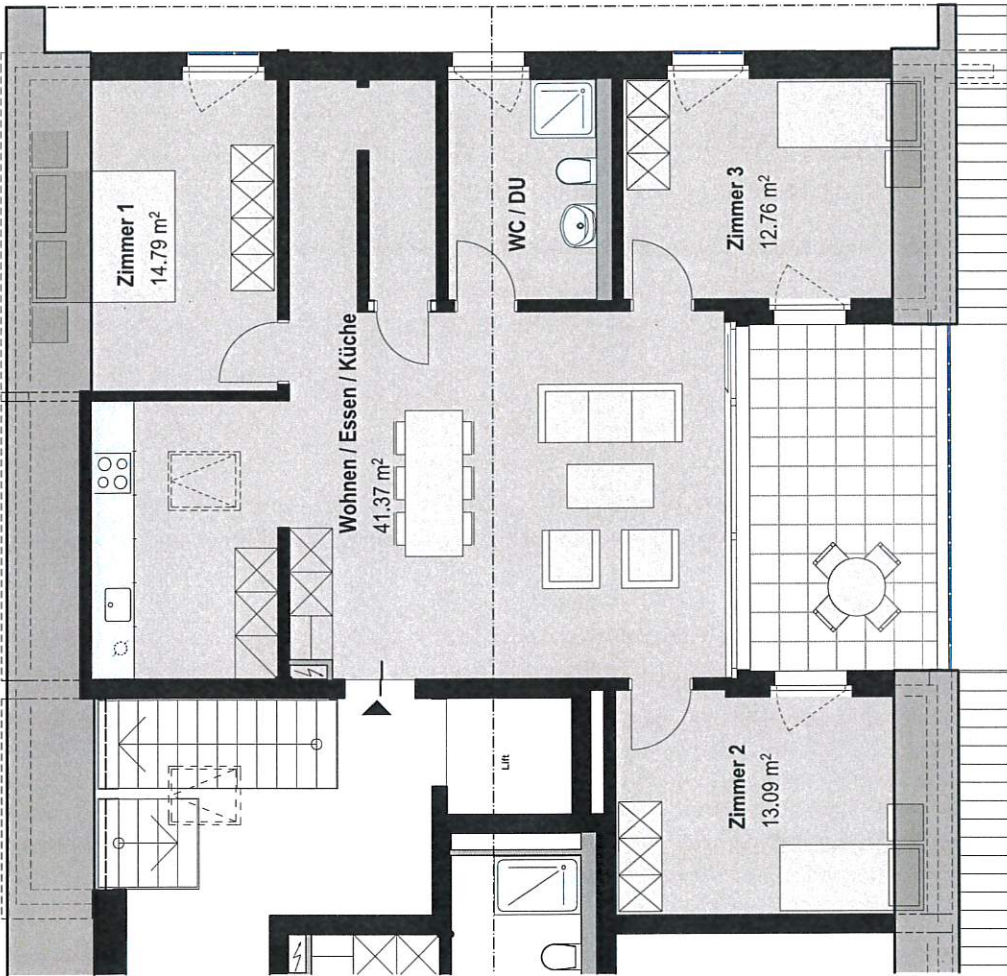 Zimmer 1
14.79 m²
WC / DU
Zimmer 3
12.76 m²
Wohnen / Essen / Küche
41.37 m²
Lift
Zimmer 2
13.09 m²